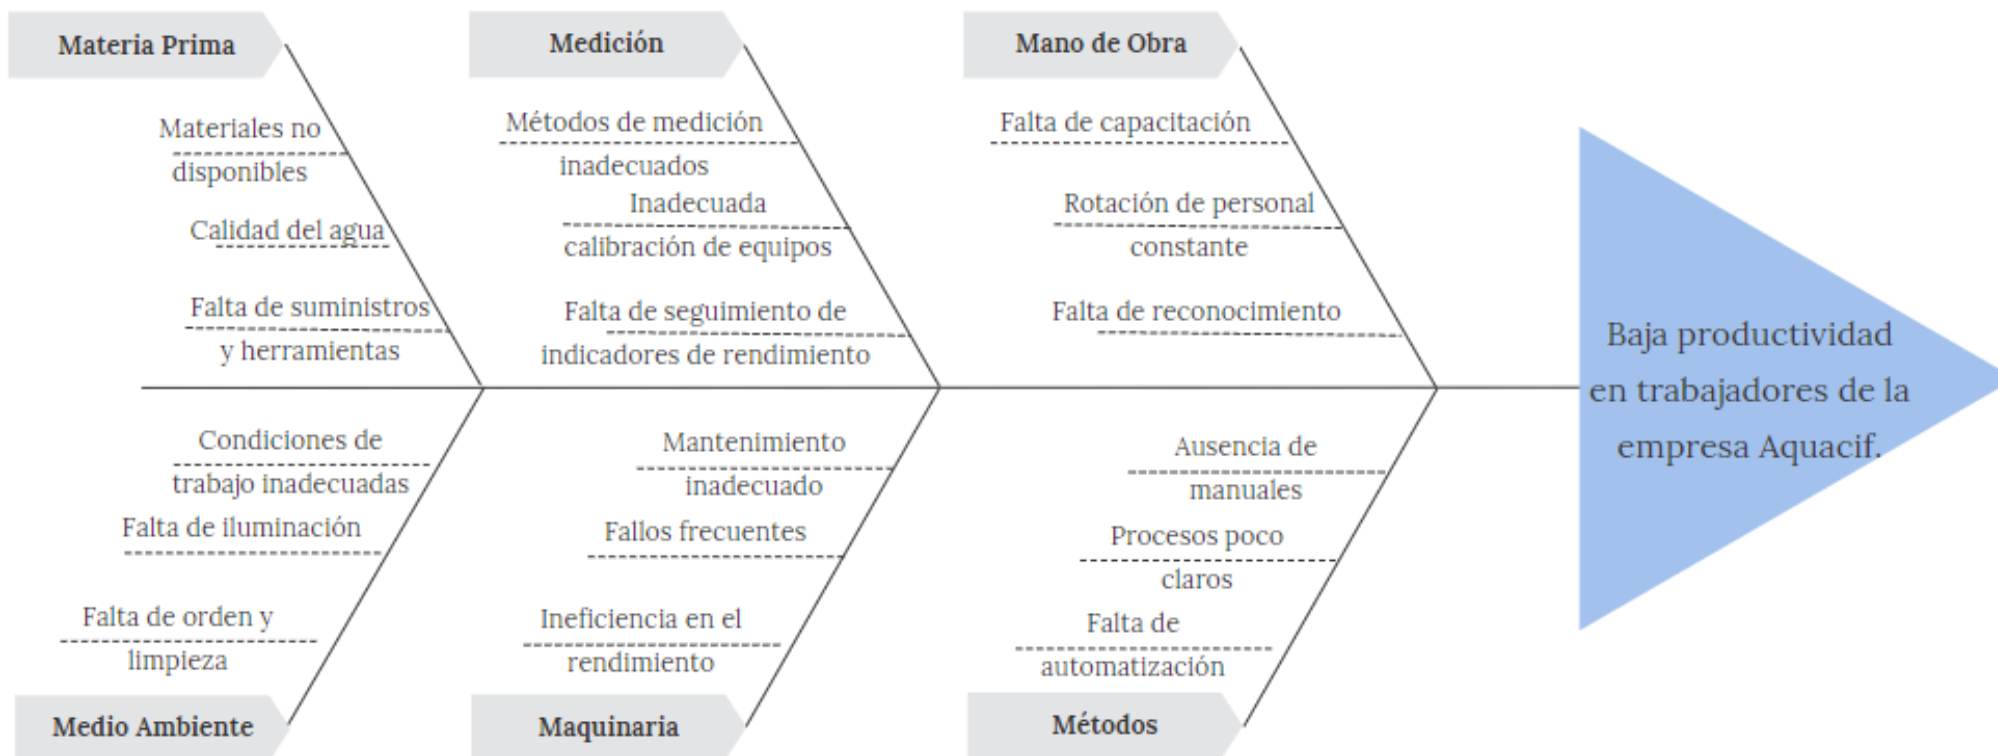 Materia Prima
Materiales no
disponibles
Calidad del agua
Falta de suministros
y herramientas
Medición
Métodos de medición
inadecuados
Inadecuada
calibración de equipos
Falta de seguimiento de
indicadores de rendimiento
Mano de Obra
Falta de capacitación
Rotación de personal
constante
Falta de reconocimiento
Baja productividad
en trabajadores de la
empresa Aquacif.
Condiciones de
trabajo inadecuadas
Falta de iluminación
Falta de orden y
limpieza
Medio Ambiente
Mantenimiento
inadecuado
Fallos frecuentes
Ineficiencia en el
rendimiento
Maquinaria
Ausencia de
manuales
Procesos poco
claros
Falta de
automatización
Métodos